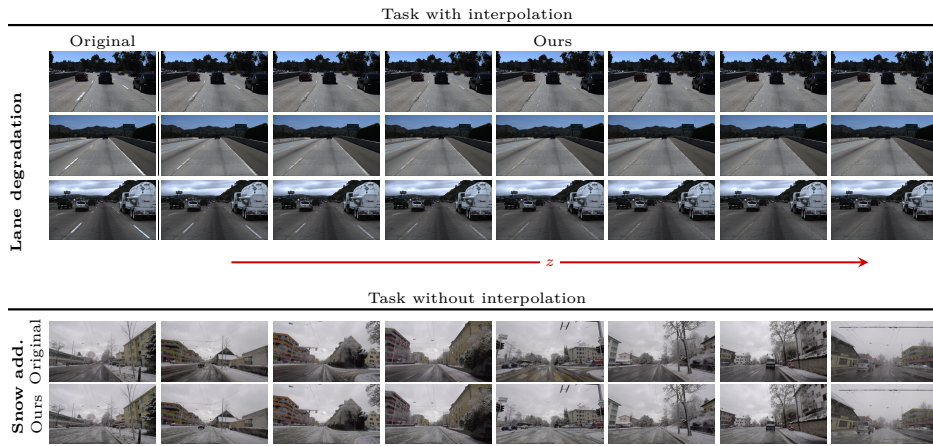 Task with interpolation
Original
Ours
Lane degradation
z
Task without interpolation
Snow add.
Original
Ours